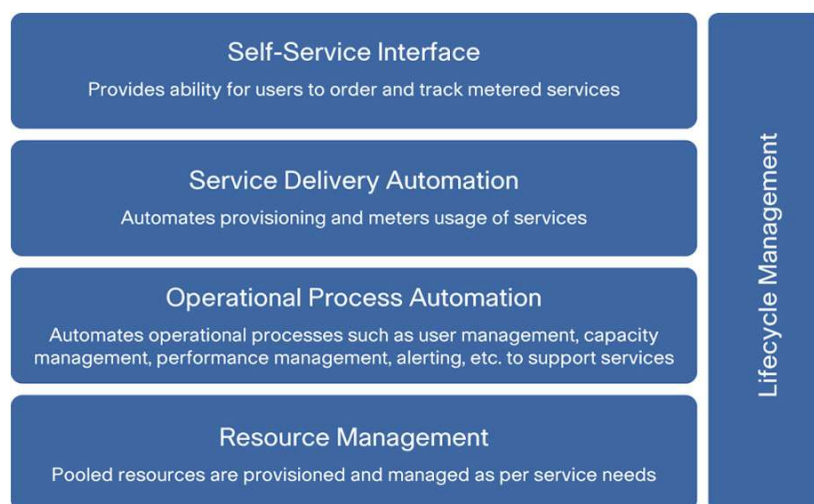 Self-Service Interface
Provides ability for users to order and track metered services
Service Delivery Automation
Automates provisioning and meters usage of services
Operational Process Automation
Automates operational processes such as user management, capacity
management, performance management, alerting, etc. to support services
Resource Management
Pooled resources are provisioned and managed as per service needs
Lifecycle Management